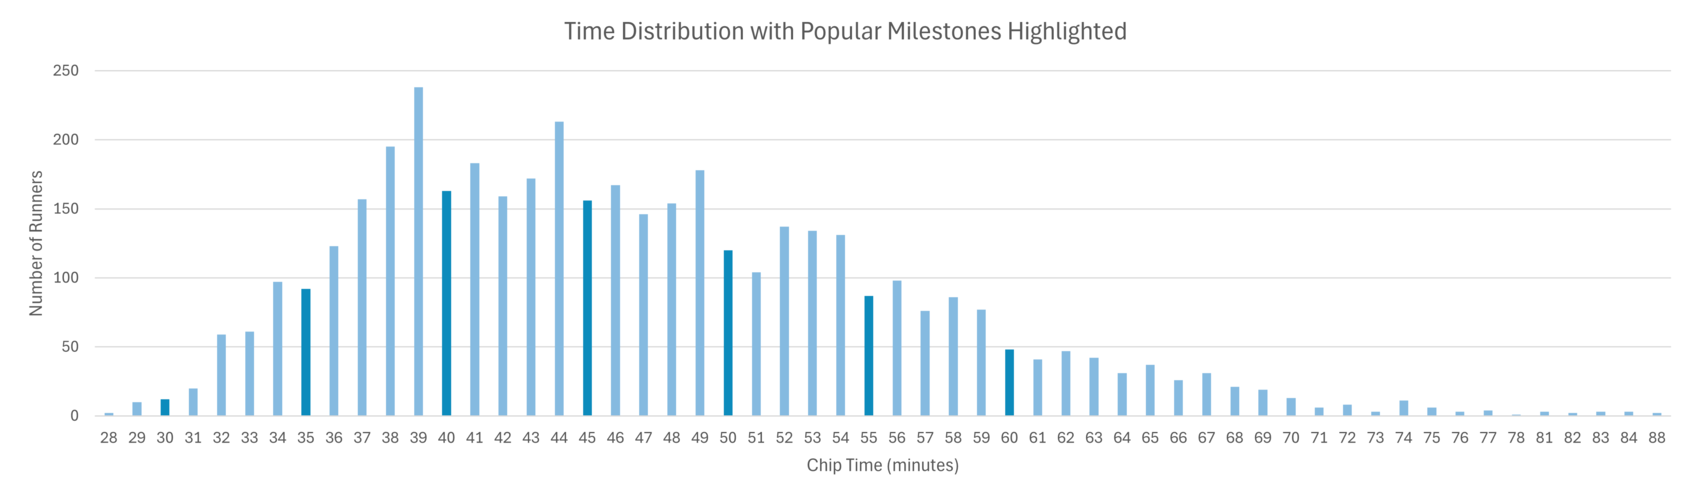 Time Distribution with Popular Milestones Highlighted
250
200
150
100
50
0
Number of Runners
28 29 30 31 32 33 34 35 36 37 38 39 40 41 42 43 44 45 46 47 48 49 50 51 52 53 54 55 56 57 58 59 60 61 62 63 64 65 66 67 68 69 70 71 72 73 74 75 76 77 78 81 82 83 84 88
Chip Time (minutes)